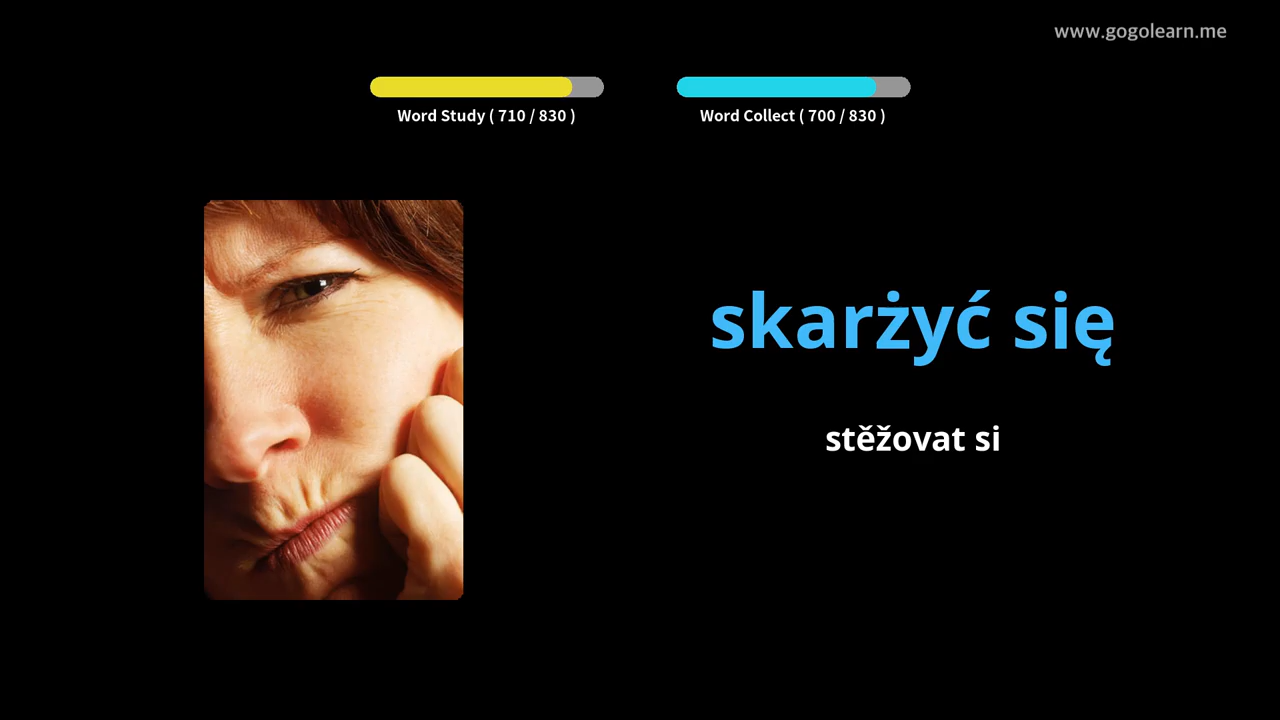 www.gogolearn.me
Word Study ( 710 / 830 )
Word Collect ( 700 / 830 )
skarżyć się
stěžovat si